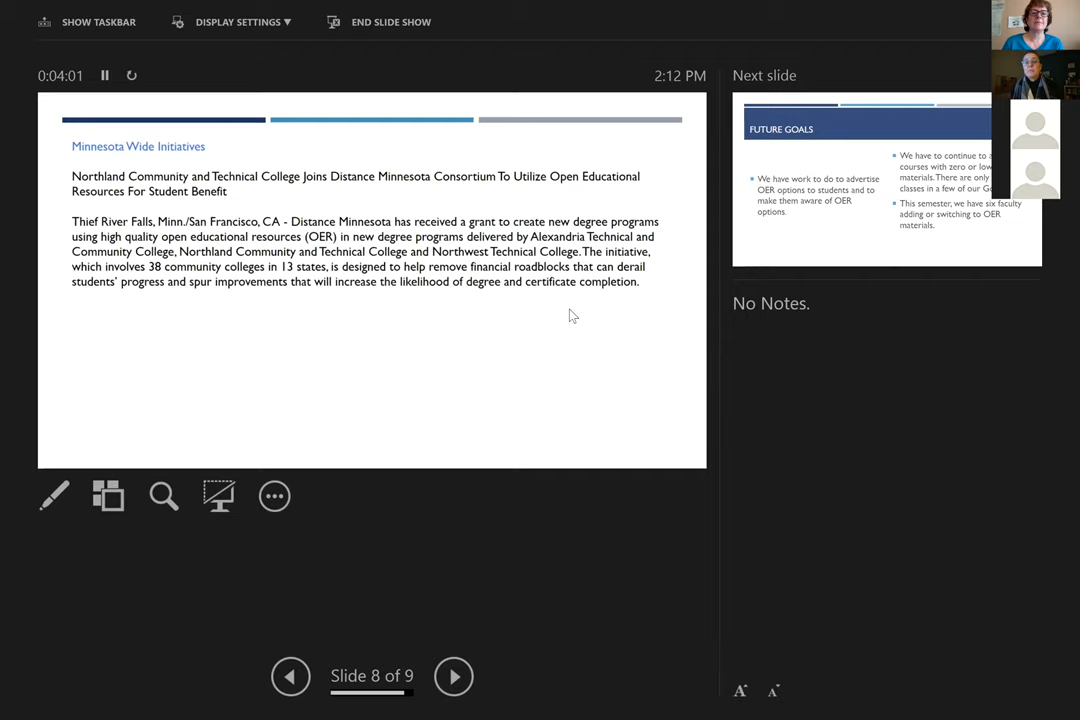 SHOW TASKBAR
DISPLAY SETTINGS ▼
END SLIDE SHOW
0:04:01
2:12 PM
Minnesota Wide Initiatives
Northland Community and Technical College Joins Distance Minnesota Consortium To Utilize Open Educational
Resources For Student Benefit
Thief River Falls, Minn./San Francisco, CA - Distance Minnesota has received a grant to create new degree programs
using high quality open educational resources (OER) in new degree programs delivered by Alexandria Technical and
Community College, Northland Community and Technical College and Northwest Technical College. The initiative,
which involves 38 community colleges in 13 states, is designed to help remove financial roadblocks that can derail
students' progress and spur improvements that will increase the likelihood of degree and certificate completion.
Slide 8 of 9
Next slide
FUTURE GOALS
We have work to do to advertise
OER options to students and to
make them aware of OER
options.
We have to continue to
courses with zero or low
materials. There are only
classes in a few of our
This semester, we have six faculty
adding or switching to OER
materials.
No Notes.
A A